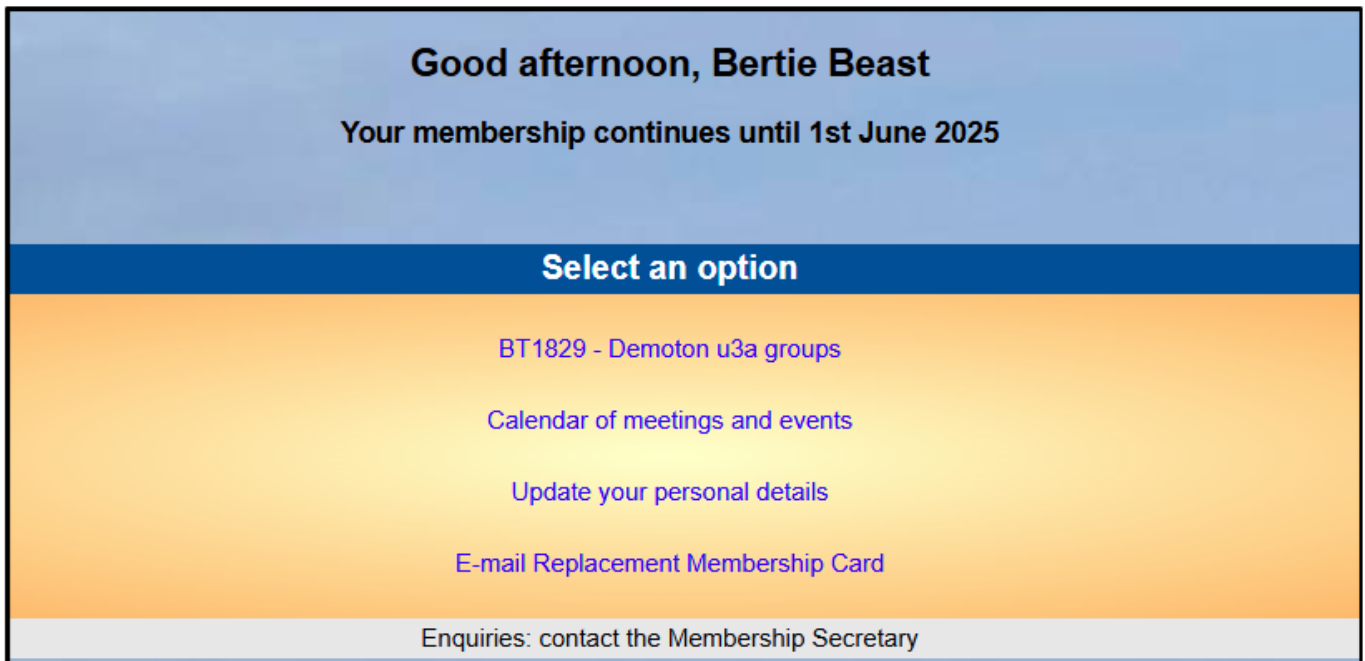 Good afternoon, Bertie Beast
Your membership continues until 1st June 2025
Select an option
BT1829 - Demoton u3a groups
Calendar of meetings and events
Update your personal details
E-mail Replacement Membership Card
Enquiries: contact the Membership Secretary